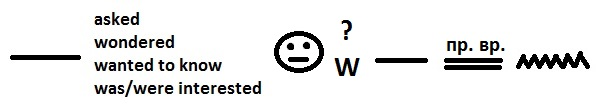 asked
wondered
wanted to know
was/were interested
?
W
пр. вр.